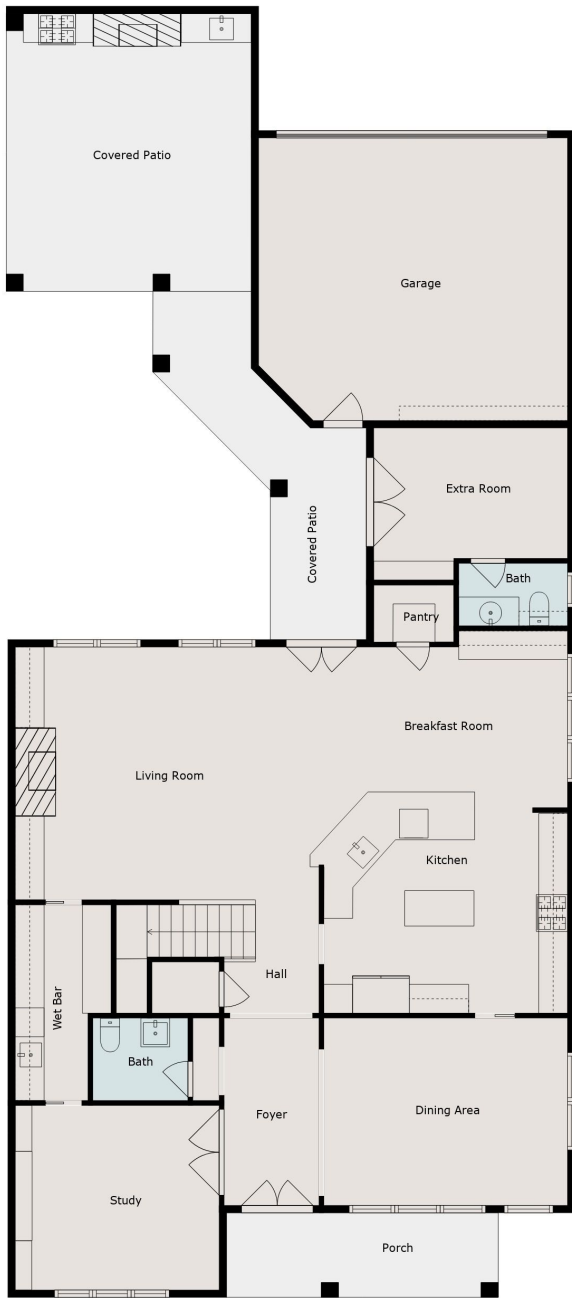 Covered Patio
Garage
Extra Room
Covered Patio
Bath
Pantry
Breakfast Room
Living Room
Kitchen
Hall
Wet Bar
Bath
Foyer
Dining Area
Study
Porch